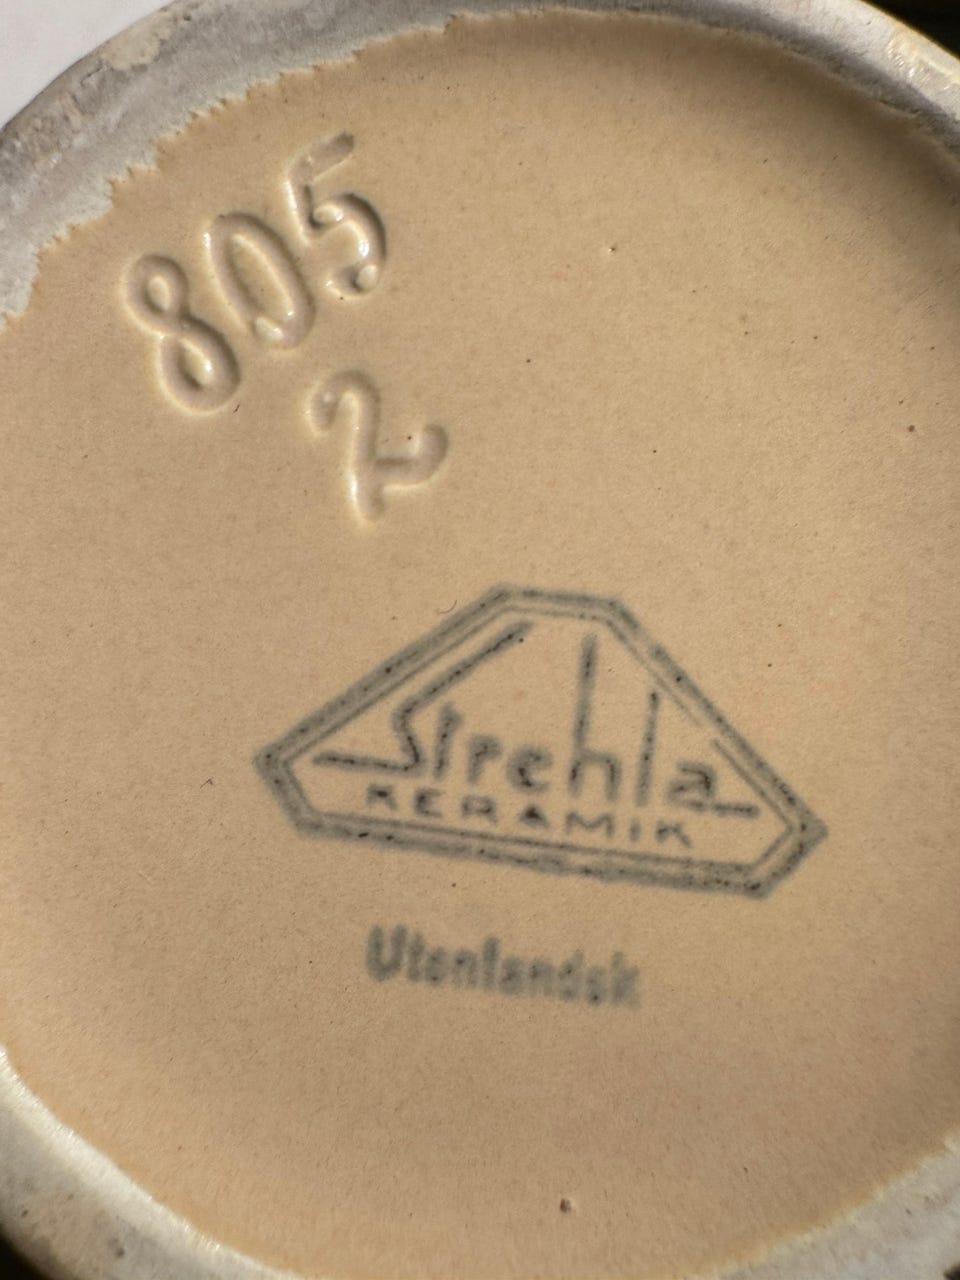 805
2
Strehla
KERAMIK
Utenlandsk